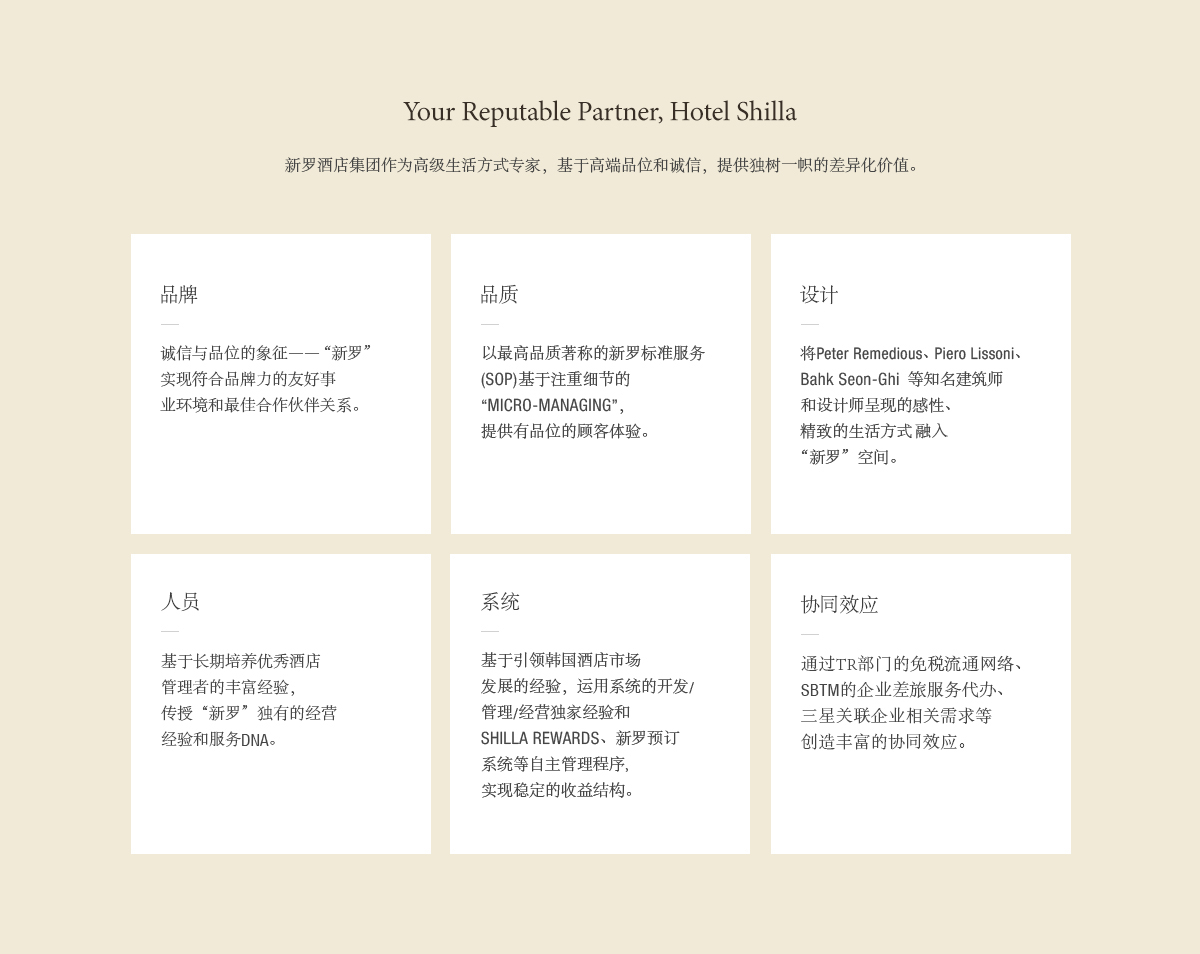 Your Reputable Partner, Hotel Shilla
新罗酒店集团作为高级生活方式专家，基于高端品位和诚信，提供独树一帜的差异化价值。
品牌
诚信与品位的象征—— “新罗”
实现符合品牌力的友好事
业环境和最佳合作伙伴关系。
品质
以最高品质著称的新罗标准服务
(SOP)基于注重细节的
“MICRO-MANAGING”，
提供有品位的顾客体验。
设计
将Peter Remedious、Piero Lissoni、
Bahk Seon-Ghi 等知名建筑师
和设计师呈现的感性、
精致的生活方式 融入
“新罗” 空间。
人员
基于长期培养优秀酒店
管理者的丰富经验，
传授“新罗”独有的经营
经验和服务DNA。
系统
基于引领韩国酒店市场
发展的经验，运用系统的开发/
管理/经营独家经验和
SHILLA REWARDS、新罗预订
系统等自主管理程序,
实现稳定的收益结构。
协同效应
通过TR部门的免税流通网络、
SBTM的企业差旅服务代办、
三星关联企业相关需求等
创造丰富的协同效应。